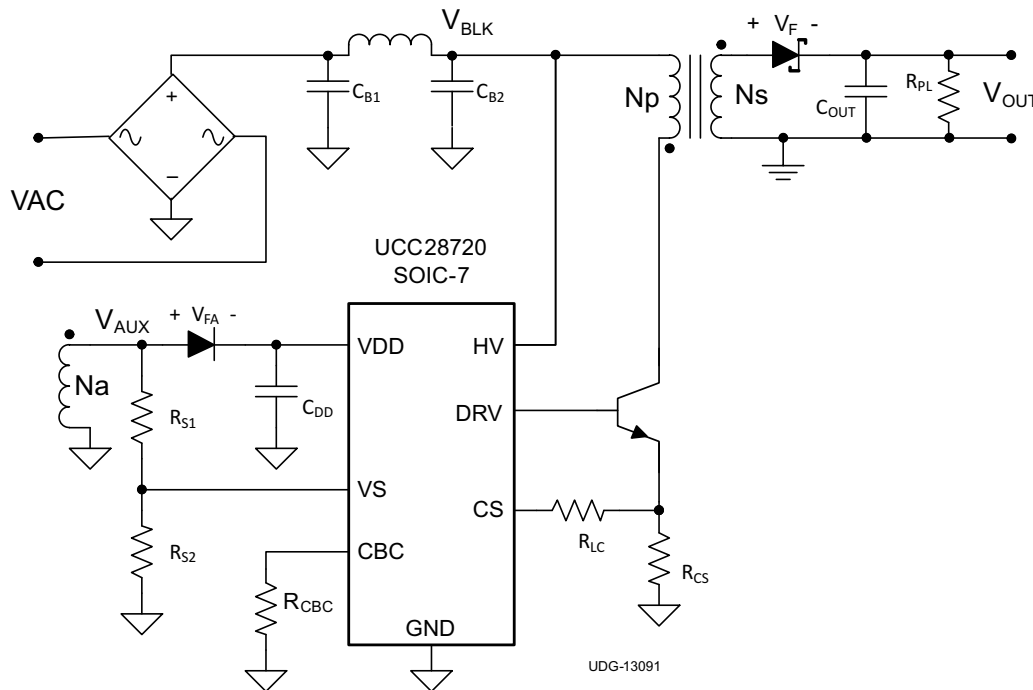 V_BLK
+ V_F -
C_B1
C_B2
Np
Ns
C_OUT
R_PL
V_OUT
+
−
VAC
UCC28720
SOIC-7
V_AUX
+ V_FA -
Na
R_S1
C_DD
R_S2
R_CBC
VDD
HV
DRV
VS
CS
CBC
GND
R_LC
R_CS
UDG-13091